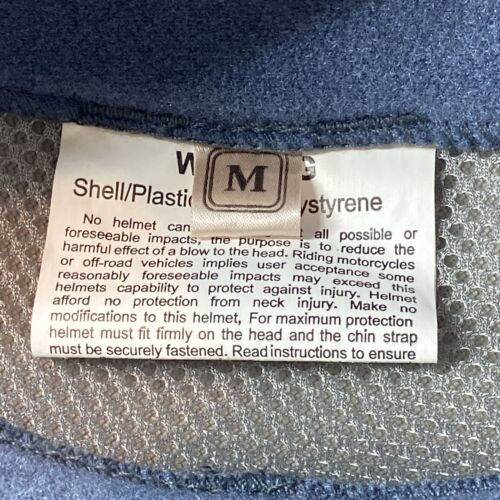 W G
M
Shell/Plastic ystyrene
No helmet can all possible or
foreseeable impacts, the purpose is to reduce the
harmful effect of a blow to the head. Riding motorcycles
or off-road vehicles implies user acceptance some
reasonably foreseeable impacts may exceed this
helmets capability to protect against injury. Helmet
afford no protection from neck injury. Make no
modifications to this helmet, For maximum protection
helmet must fit firmly on the head and the chin strap
must be securely fastened. Read instructions to ensure